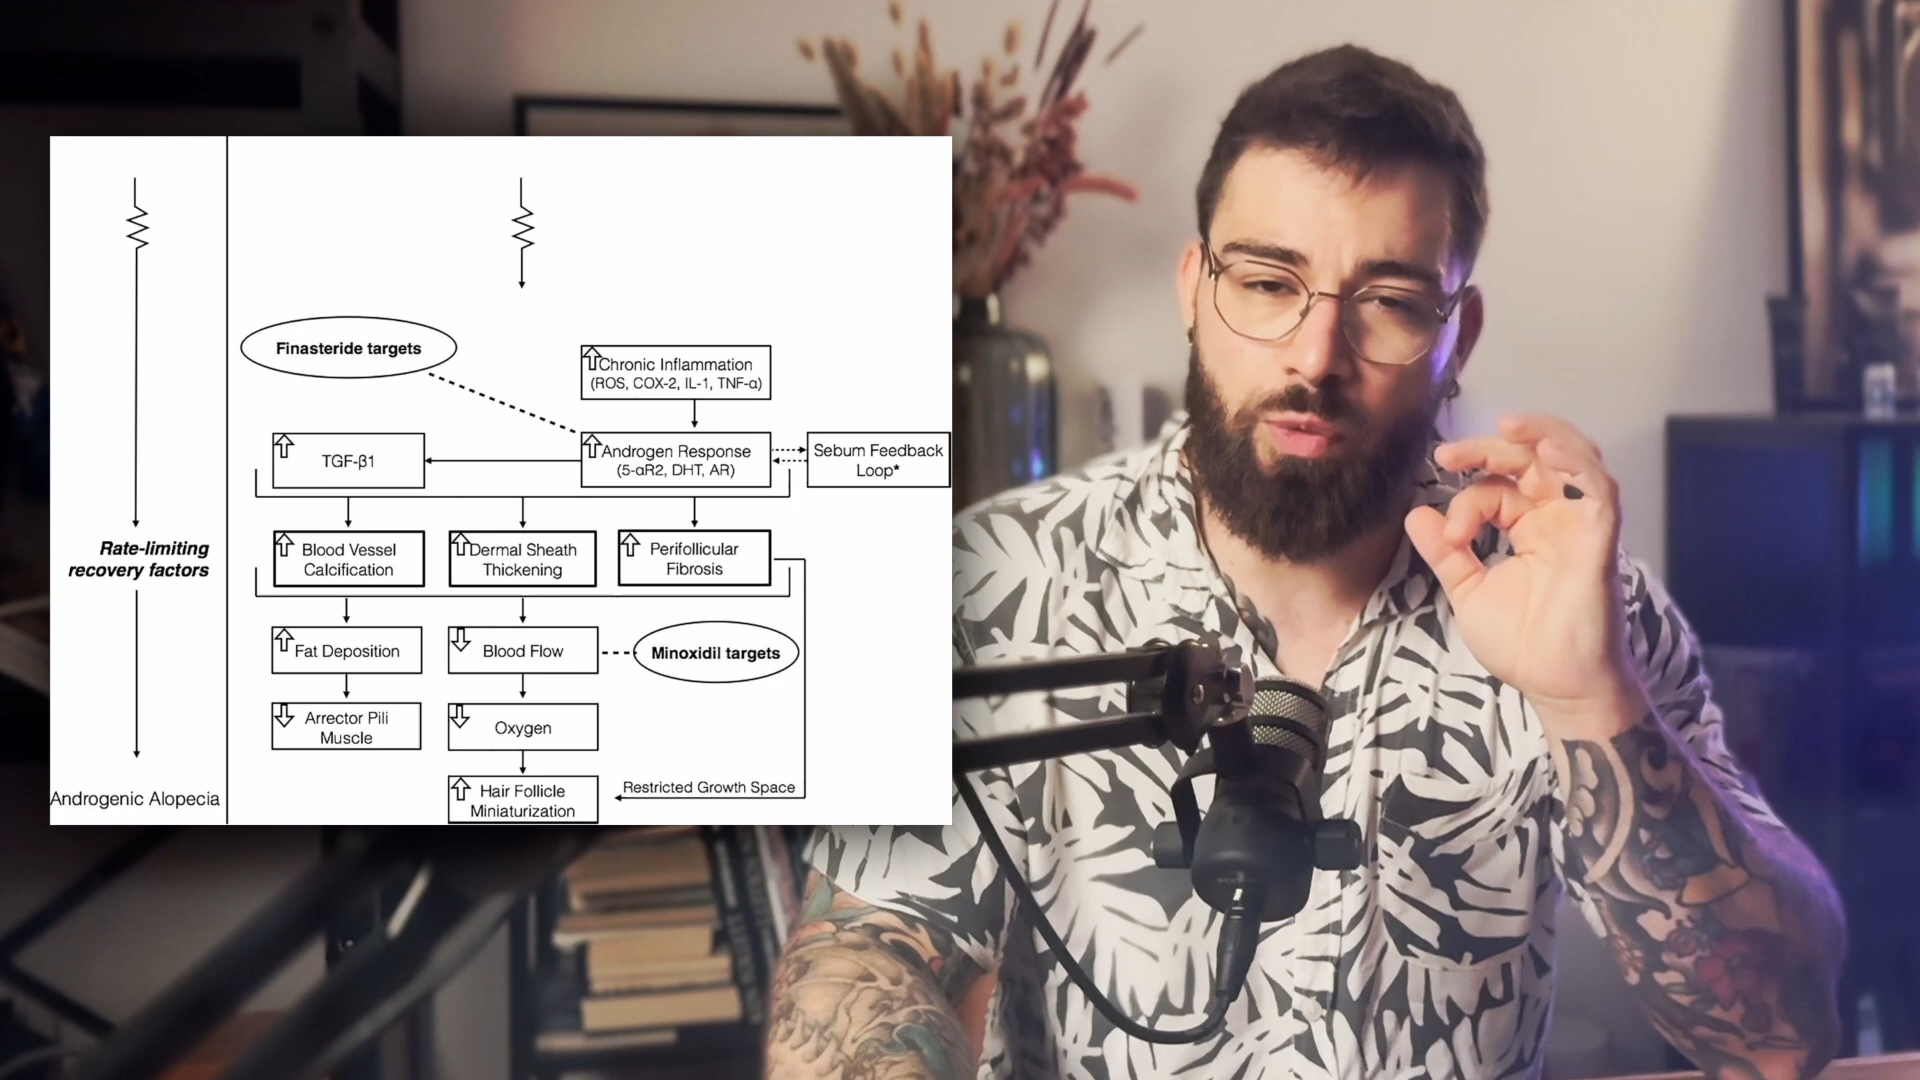 Finasteride targets
Chronic Inflammation
(ROS, COX-2, IL-1, TNF-α)
TGF-β1
Androgen Response
(5-αR2, DHT, AR)
Sebum Feedback
Loop*
Rate-limiting
recovery factors
Blood Vessel
Calcification
Dermal Sheath
Thickening
Perifollicular
Fibrosis
Fat Deposition
Blood Flow
Minoxidil targets
Arrector Pili
Muscle
Oxygen
Androgenic Alopecia
Hair Follicle
Miniaturization
Restricted Growth Space